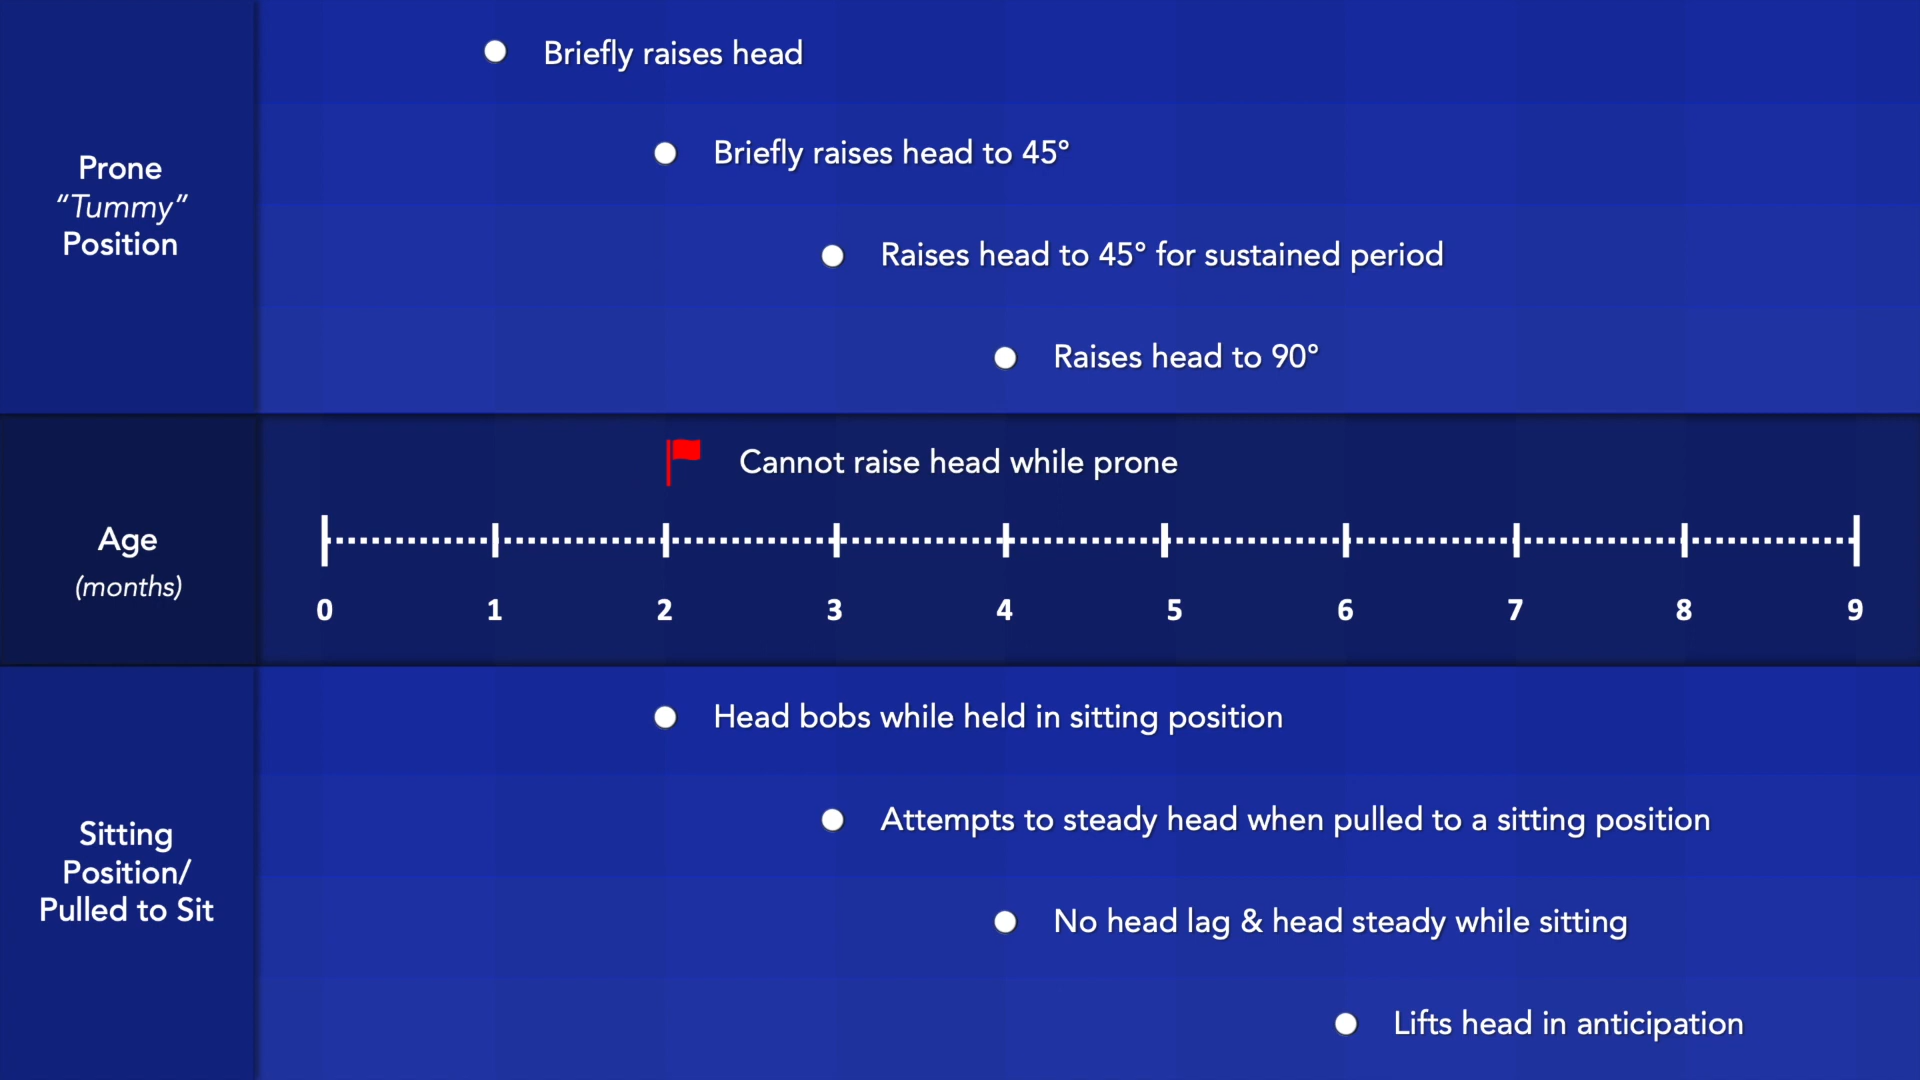 Briefly raises head
Briefly raises head to 45°
Prone
“Tummy”
Position
Raises head to 45° for sustained period
Raises head to 90°
Cannot raise head while prone
Age
(months)
0 1 2 3 4 5 6 7 8 9
Head bobs while held in sitting position
Attempts to steady head when pulled to a sitting position
Sitting
Position/
Pulled to Sit
No head lag & head steady while sitting
Lifts head in anticipation